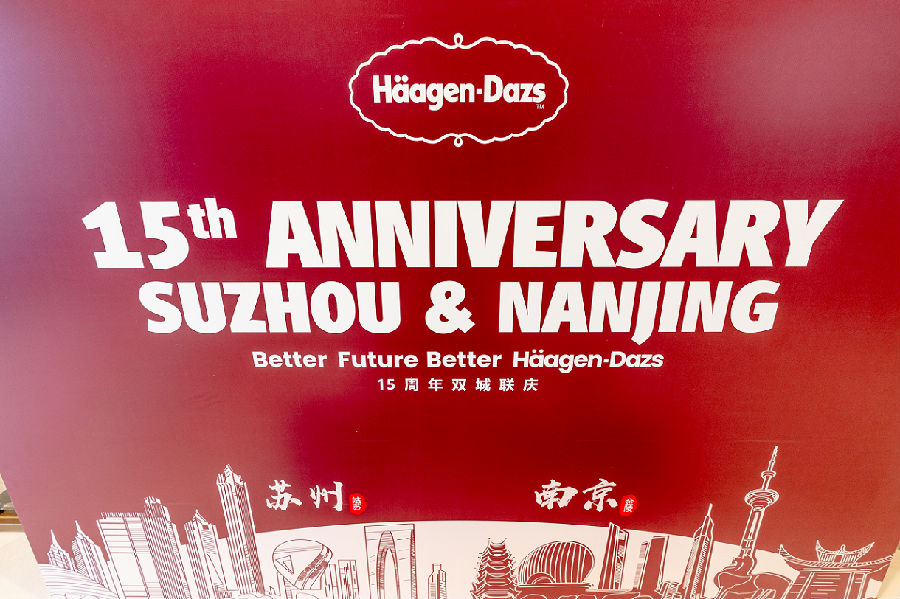 Häagen-Dazs
TM
15th ANNIVERSARY
SUZHOU & NANJING
Better Future Better Häagen-Dazs
15周年双城联庆
苏州
南京